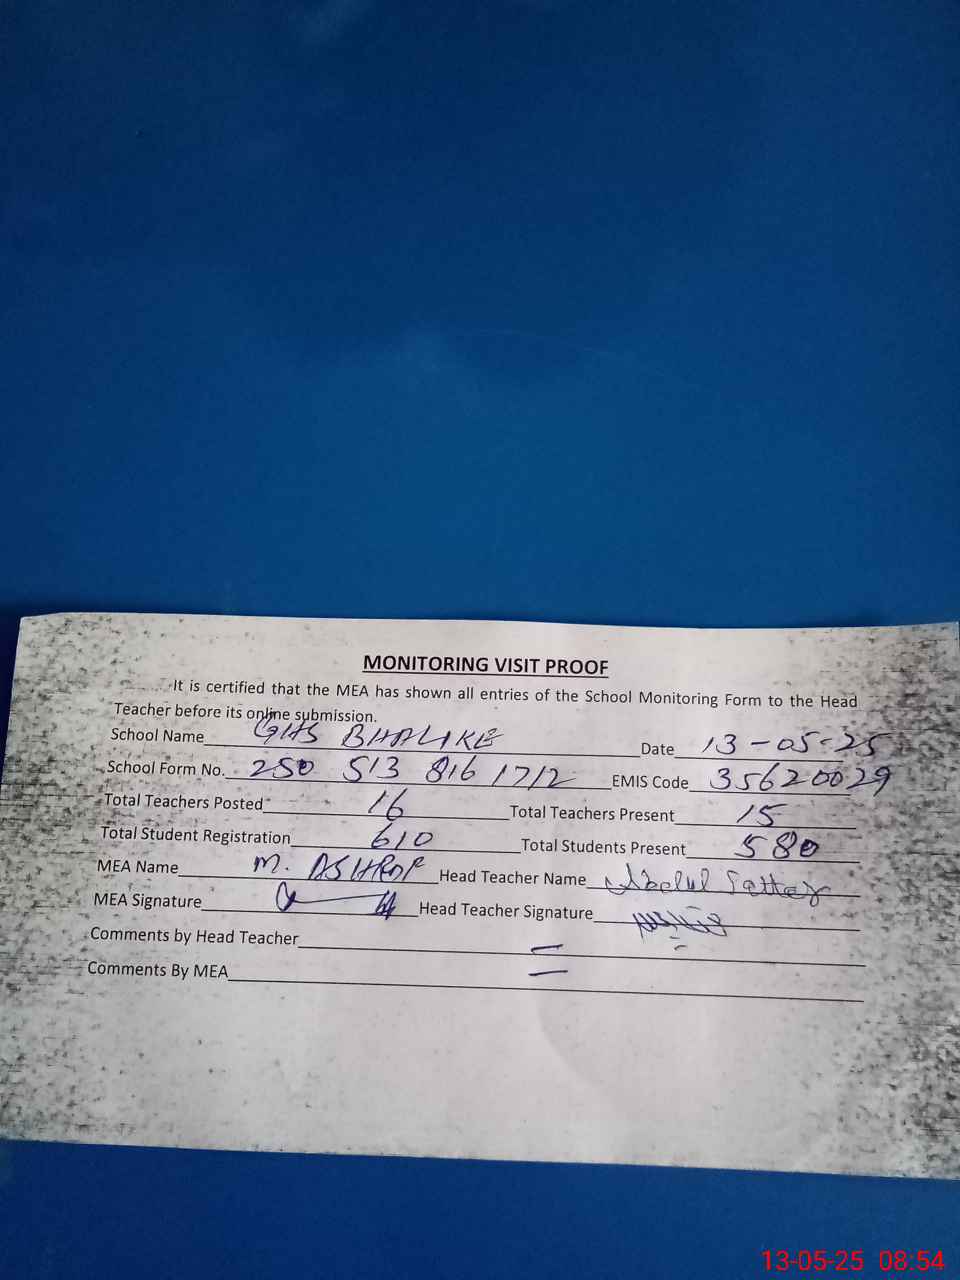 MONITORING VISIT PROOF
It is certified that the MEA has shown all entries of the School Monitoring Form to the Head
Teacher before its online submission.
School Name GHS BHALIKE Date 13-05-25
School Form No. 250 513 816 1712 EMIS Code 35620029
Total Teachers Posted 16 Total Teachers Present 15
Total Student Registration 610 Total Students Present 580
MEA Name M. ASHRAF Head Teacher Name Abdul Sattar
MEA Signature Head Teacher Signature
Comments by Head Teacher
Comments By MEA
13-05-25 08:54